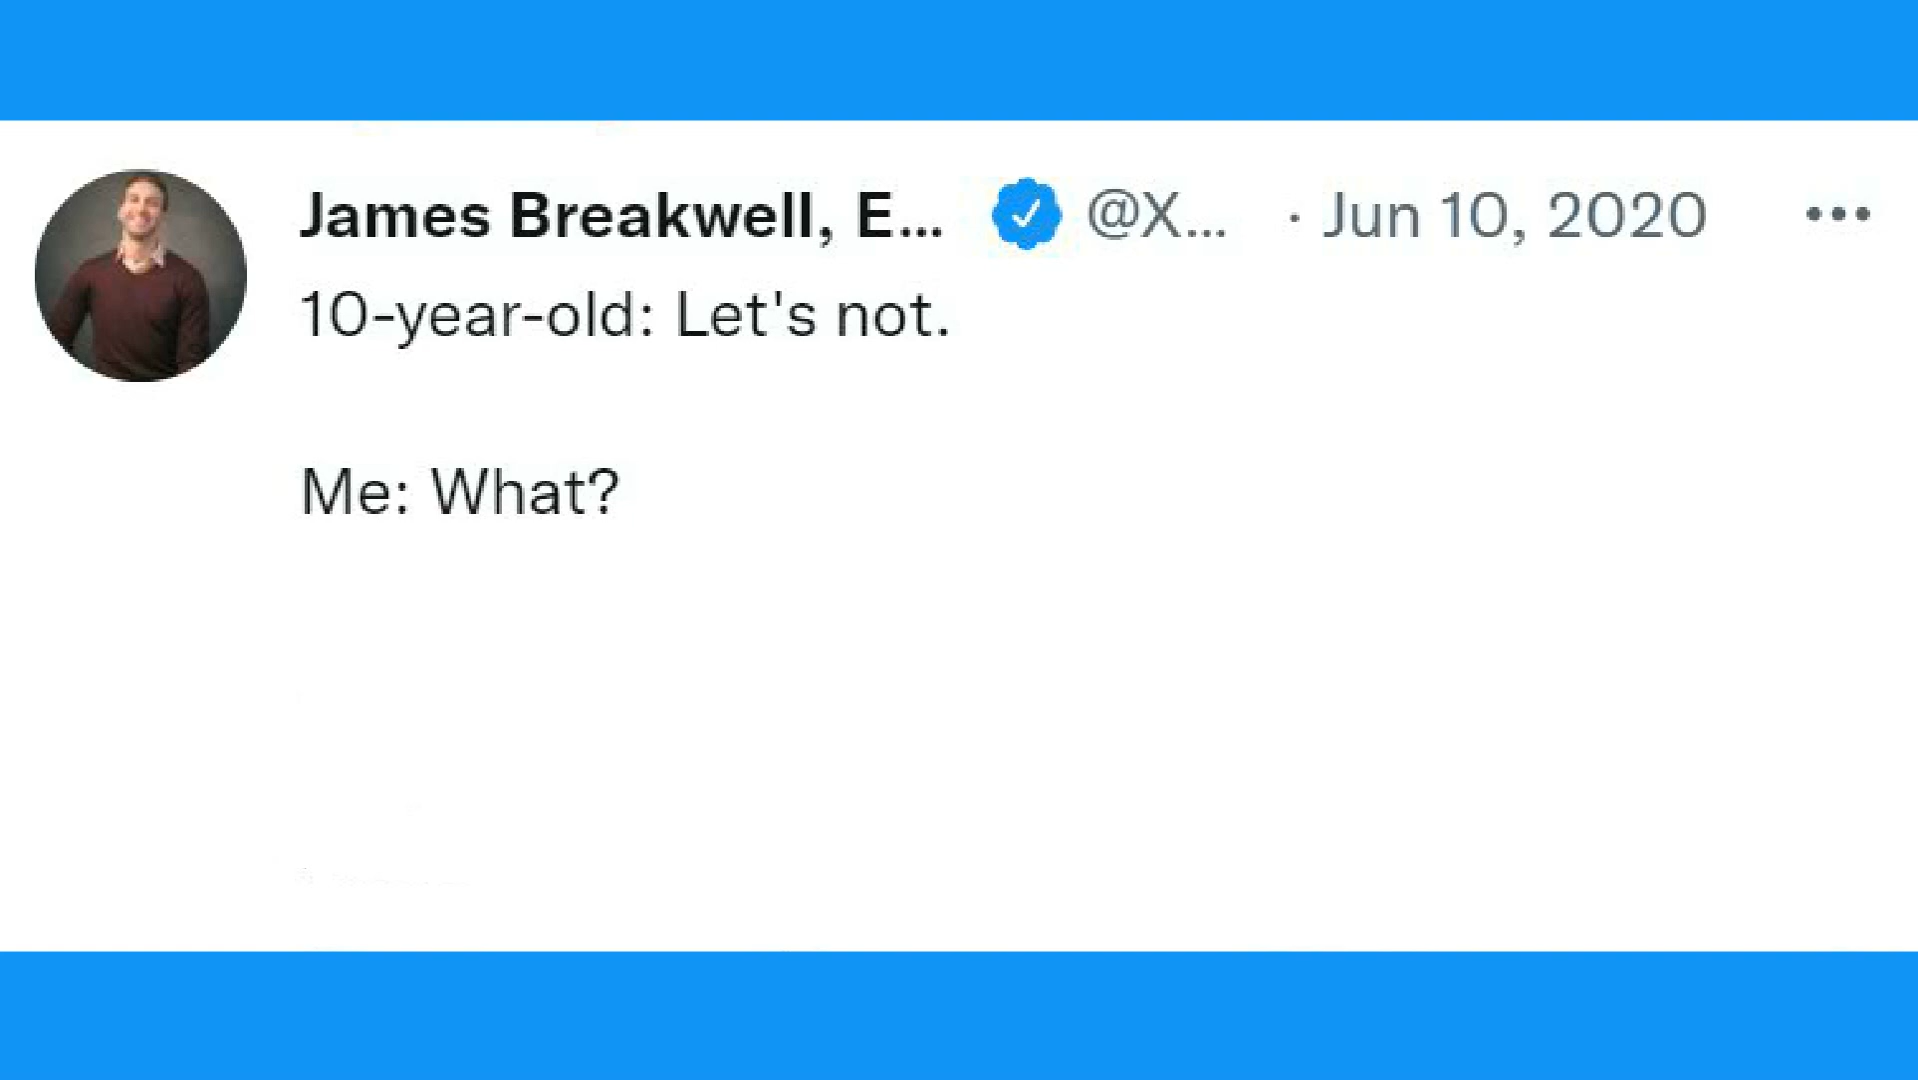 James Breakwell, E... @X... · Jun 10, 2020
10-year-old: Let's not.
Me: What?